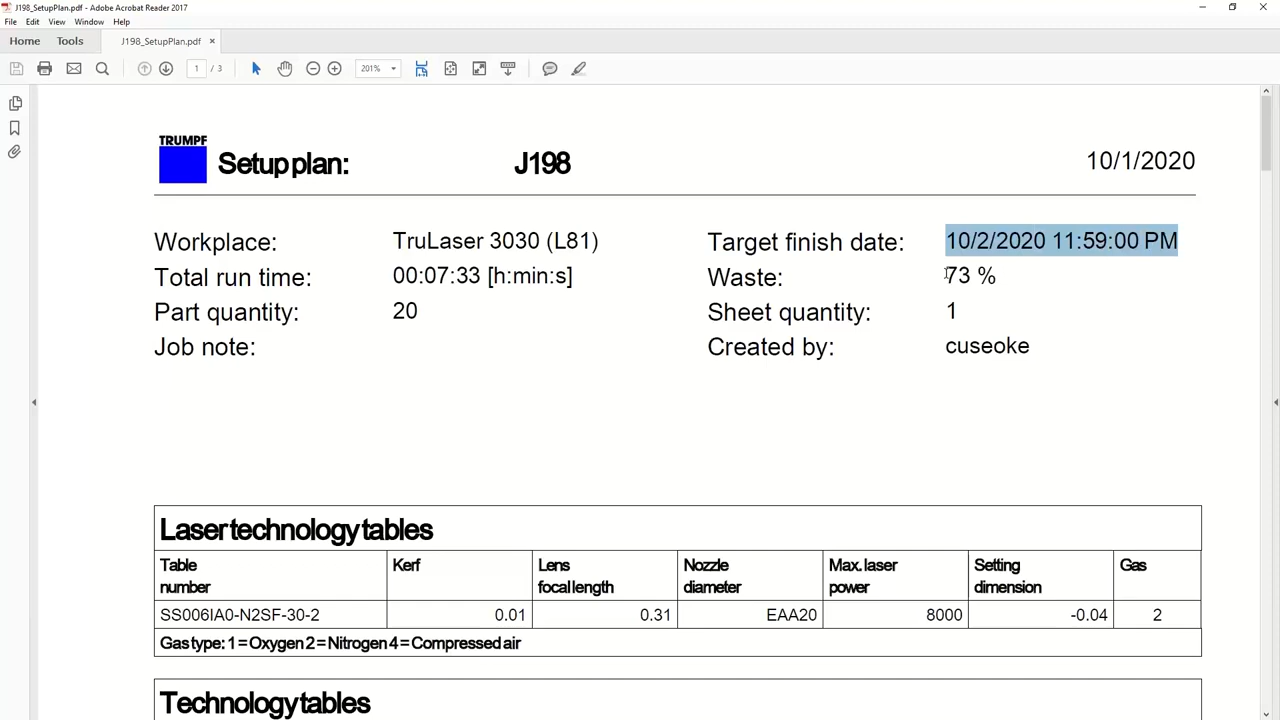 J198_SetupPlan.pdf - Adobe Acrobat Reader 2017
File Edit View Window Help
Home Tools J198_SetupPlan.pdf ×
1 / 3 201%
TRUMPF
Setup plan: J198 10/1/2020
Workplace: TruLaser 3030 (L81) Target finish date: 10/2/2020 11:59:00 PM
Total run time: 00:07:33 [h:min:s] Waste: 73 %
Part quantity: 20 Sheet quantity: 1
Job note: Created by: cuseoke
Laser technology tables
Table number Kerf Lens focal length Nozzle diameter Max. laser power Setting dimension Gas
SS006IA0-N2SF-30-2 0.01 0.31 EAA20 8000 -0.04 2
Gas type: 1 = Oxygen 2 = Nitrogen 4 = Compressed air
Technology tables